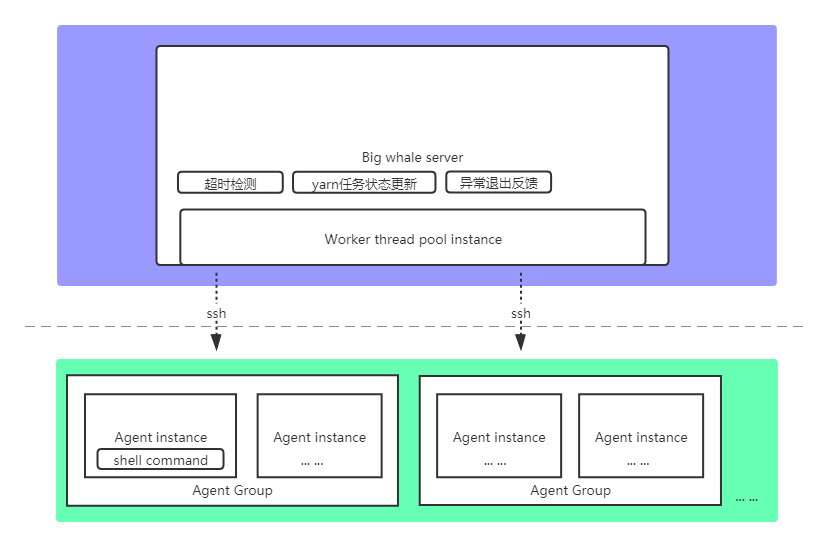 Big whale server
超时检测
yarn任务状态更新
异常退出反馈
Worker thread pool instance
ssh
ssh
Agent instance
shell command
Agent instance
... ...
Agent Group
Agent instance
... ...
Agent instance
... ...
Agent Group
... ...